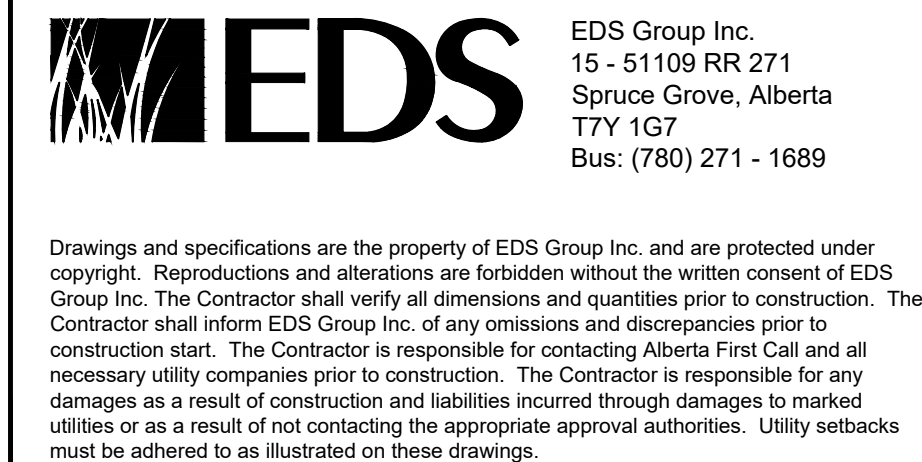 EDS
EDS Group Inc.
15 - 51109 RR 271
Spruce Grove, Alberta
T7Y 1G7
Bus: (780) 271 - 1689
Drawings and specifications are the property of EDS Group Inc. and are protected under
copyright.  Reproductions and alterations are forbidden without the written consent of EDS
Group Inc. The Contractor shall verify all dimensions and quantities prior to construction.  The
Contractor shall inform EDS Group Inc. of any omissions and discrepancies prior to
construction start.  The Contractor is responsible for contacting Alberta First Call and all
necessary utility companies prior to construction.  The Contractor is responsible for any
damages as a result of construction and liabilities incurred through damages to marked
utilities or as a result of not contacting the appropriate approval authorities.  Utility setbacks
must be adhered to as illustrated on these drawings.